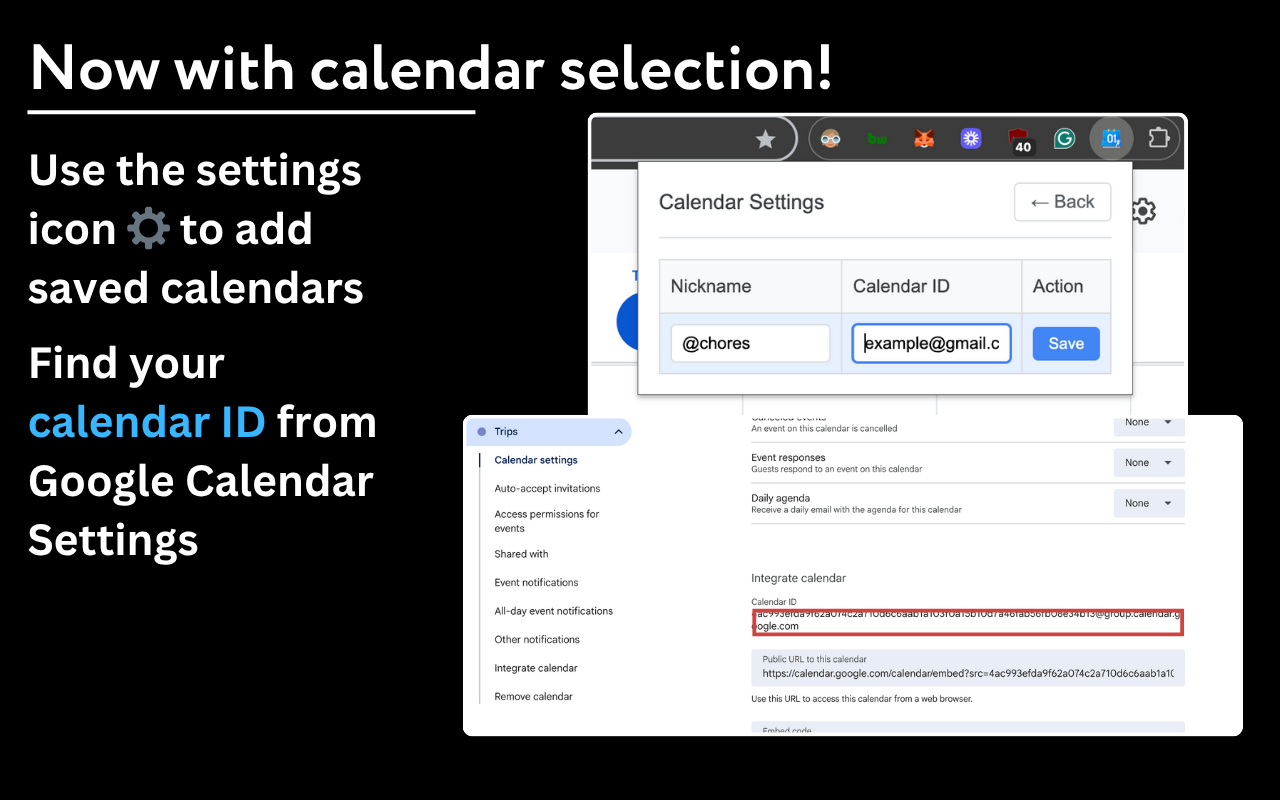 Now with calendar selection!
Use the settings
icon to add
saved calendars
Find your
calendar ID from
Google Calendar
Settings
40
01
Calendar Settings
← Back
Nickname
Calendar ID
Action
@chores
example@gmail.c
Save
Trips
Calendar settings
Auto-accept invitations
Access permissions for
events
Shared with
Event notifications
All-day event notifications
Other notifications
Integrate calendar
Remove calendar
Canceled events
An event on this calendar is cancelled
None
Event responses
Guests respond to an event on this calendar
None
Daily agenda
Receive a daily email with the agenda for this calendar
None
Integrate calendar
Calendar ID
oogle.com
Public URL to this calendar
https://calendar.google.com/calendar/embed?src=4ac993efda9f62a074c2a710d6c6aab1a10
Use this URL to access this calendar from a web browser.
Embed code